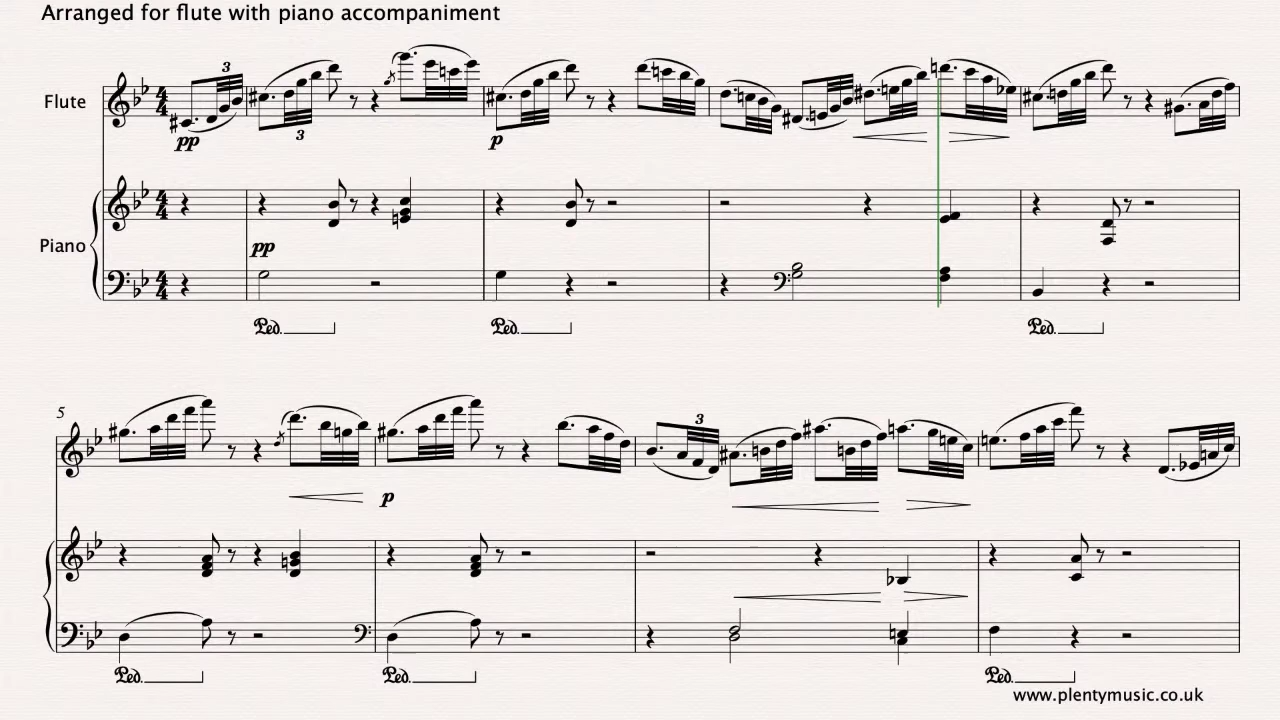 Arranged for flute with piano accompaniment
3
3
Flute
pp
p
Piano
pp
Ped.
Ped.
Ped.
5
3
p
Ped.
Ped.
Ped.
www.plentymusic.co.uk